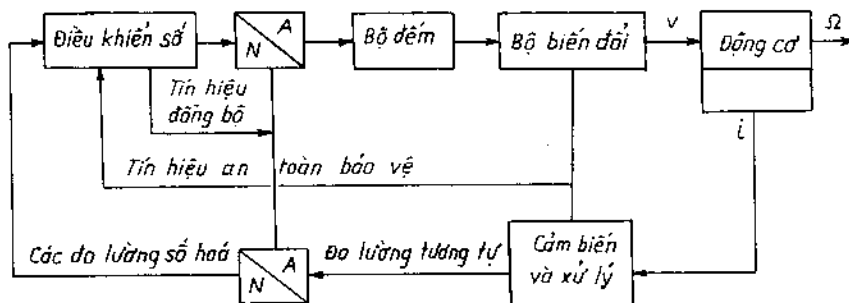 Điều khiển số
N A
Bộ đếm
Bộ biến đổi
v
Động cơ
Ω
Tín hiệu
đồng bộ
i
Tín hiệu an toàn bảo vệ
Các đo lường số hoá
N A
Đo lường tương tự
Cảm biến
và xử lý